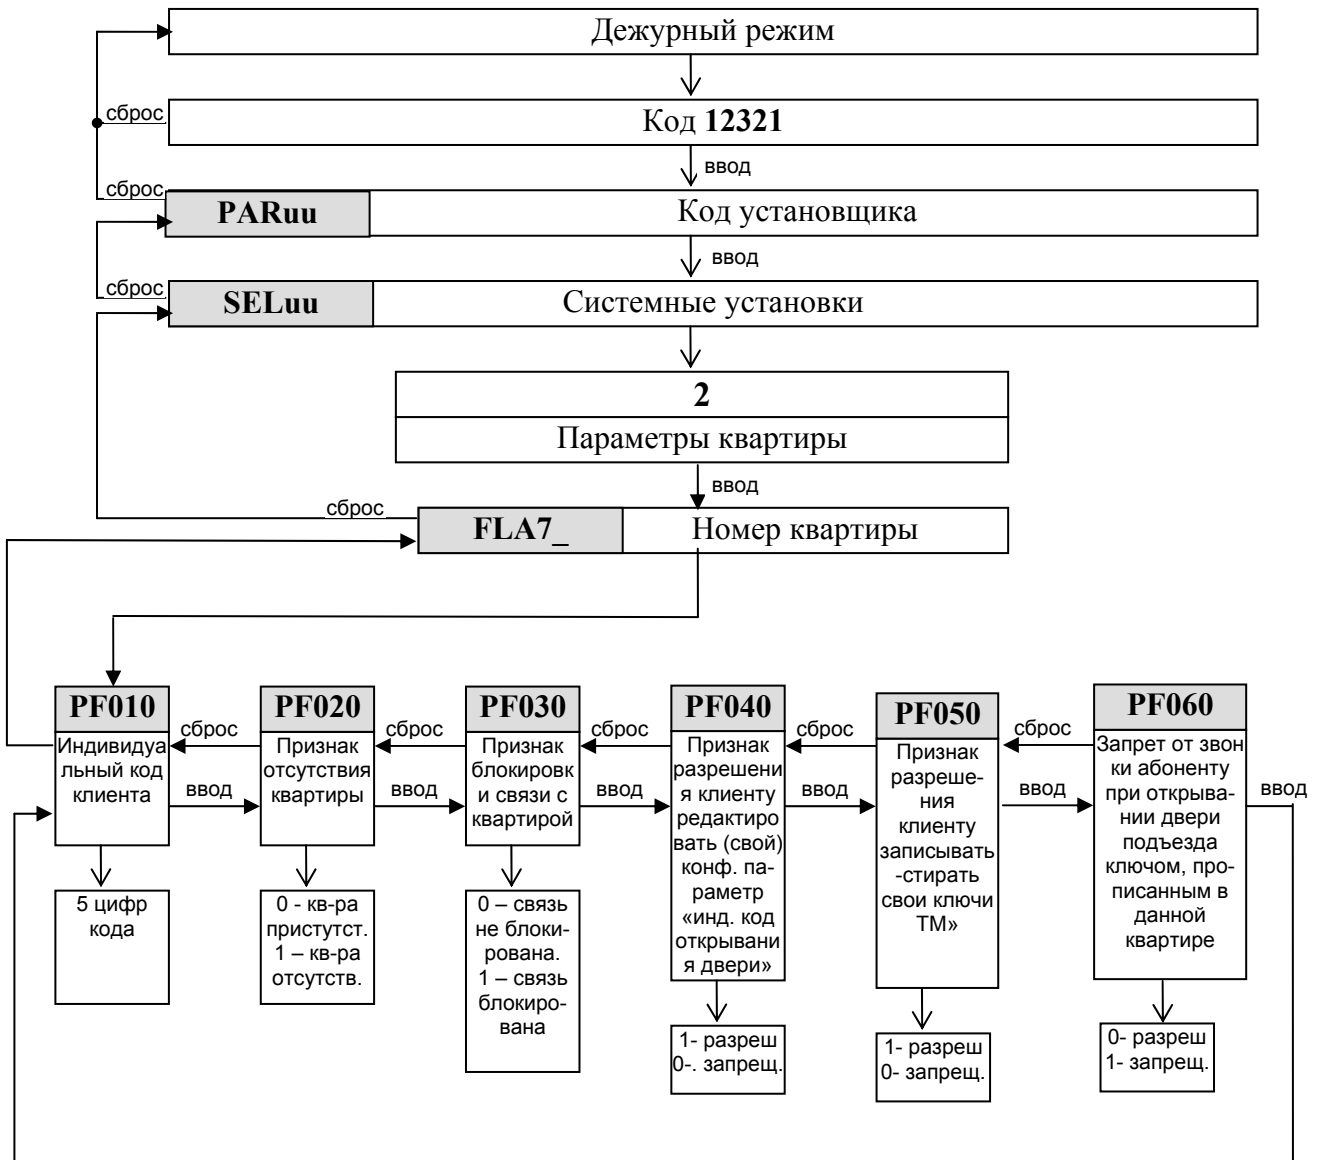 Дежурный режим
сброс
Код 12321
ввод
сброс
PARuu
Код установщика
ввод
сброс
SELuu
Системные установки
2
Параметры квартиры
ввод
сброс
FLA7_
Номер квартиры
PF010
Индивидуа
льный код
клиента
5 цифр
кода
сброс
ввод
PF020
Признак
отсутствия
квартиры
0 - кв-ра
пристутст.
1 – кв-ра
отсутств.
сброс
ввод
PF030
Признак
блокировк
и связи с
квартирой
0 – связь
не блоки-
рована.
1 – связь
блокиро-
вана
сброс
ввод
PF040
Признак
разрешени
я клиенту
редактиро
вать (свой)
конф. па-
раметр
«инд. код
открывани
я двери»
1- разреш
0-. запрещ.
сброс
ввод
PF050
Признак
разреше-
ния
клиенту
записывать
-стирать
свои ключи
ТМ»
1- разреш
0- запрещ.
сброс
ввод
PF060
Запрет от звон
ки абоненту
при открыва-
нии двери
подъезда
ключом, про-
писанным в
данной
квартире
0- разреш
1- запрещ.
ввод